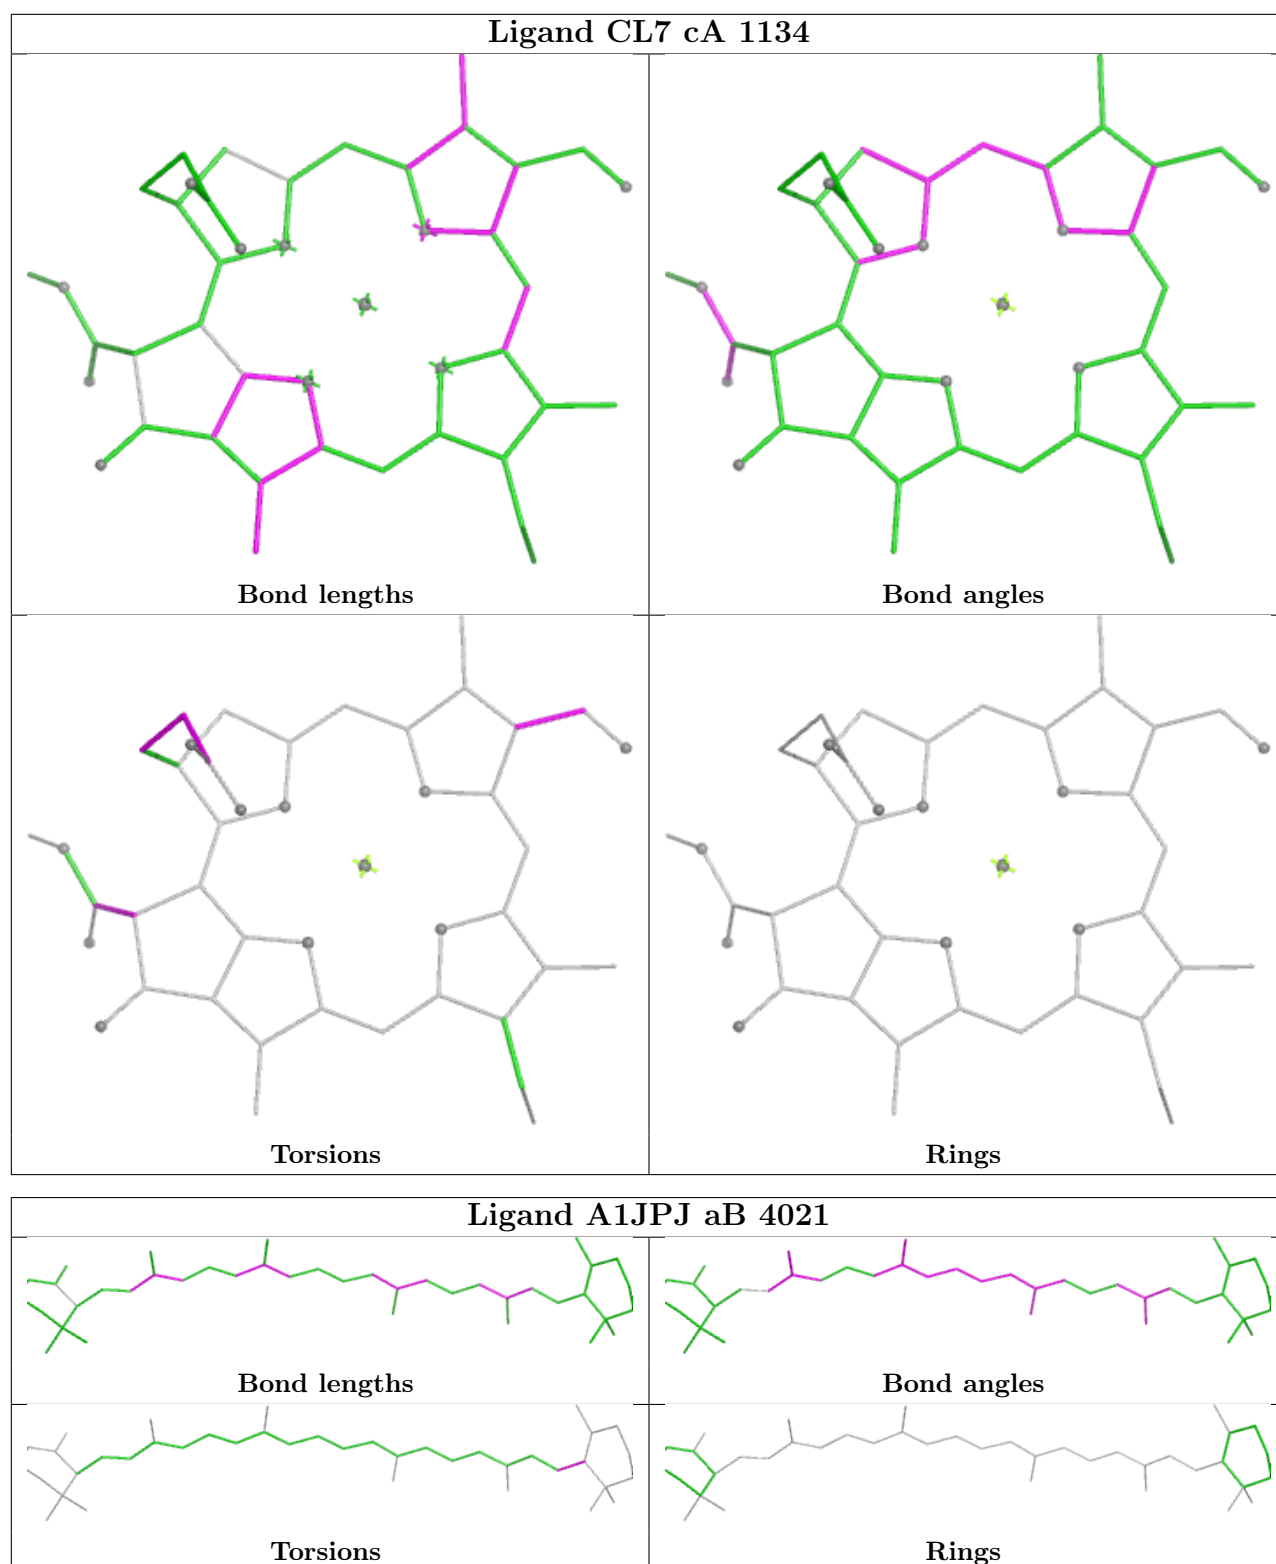 Ligand CL7 cA 1134
Bond lengths
Bond angles
Torsions
Rings
Ligand A1JPJ aB 4021
Bond lengths
Bond angles
Torsions
Rings